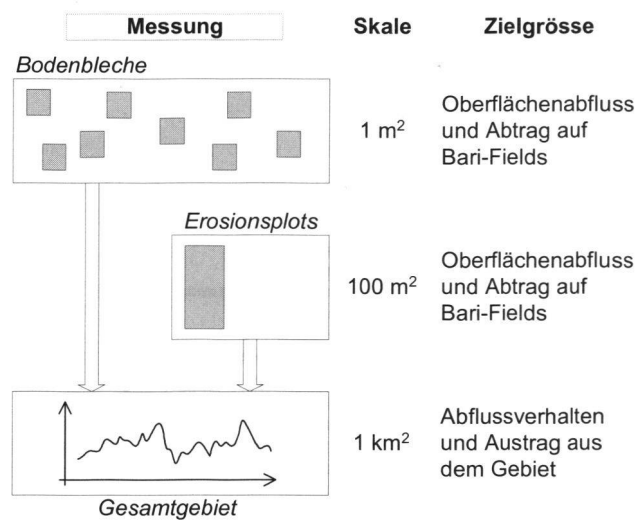 Messung Skale Zielgrösse
Bodenbleche
1 m² Oberflächenabfluss
und Abtrag auf
Bari-Fields
Erosionsplots
100 m² Oberflächenabfluss
und Abtrag auf
Bari-Fields
1 km² Abflussverhalten
und Austrag aus
dem Gebiet
Gesamtgebiet